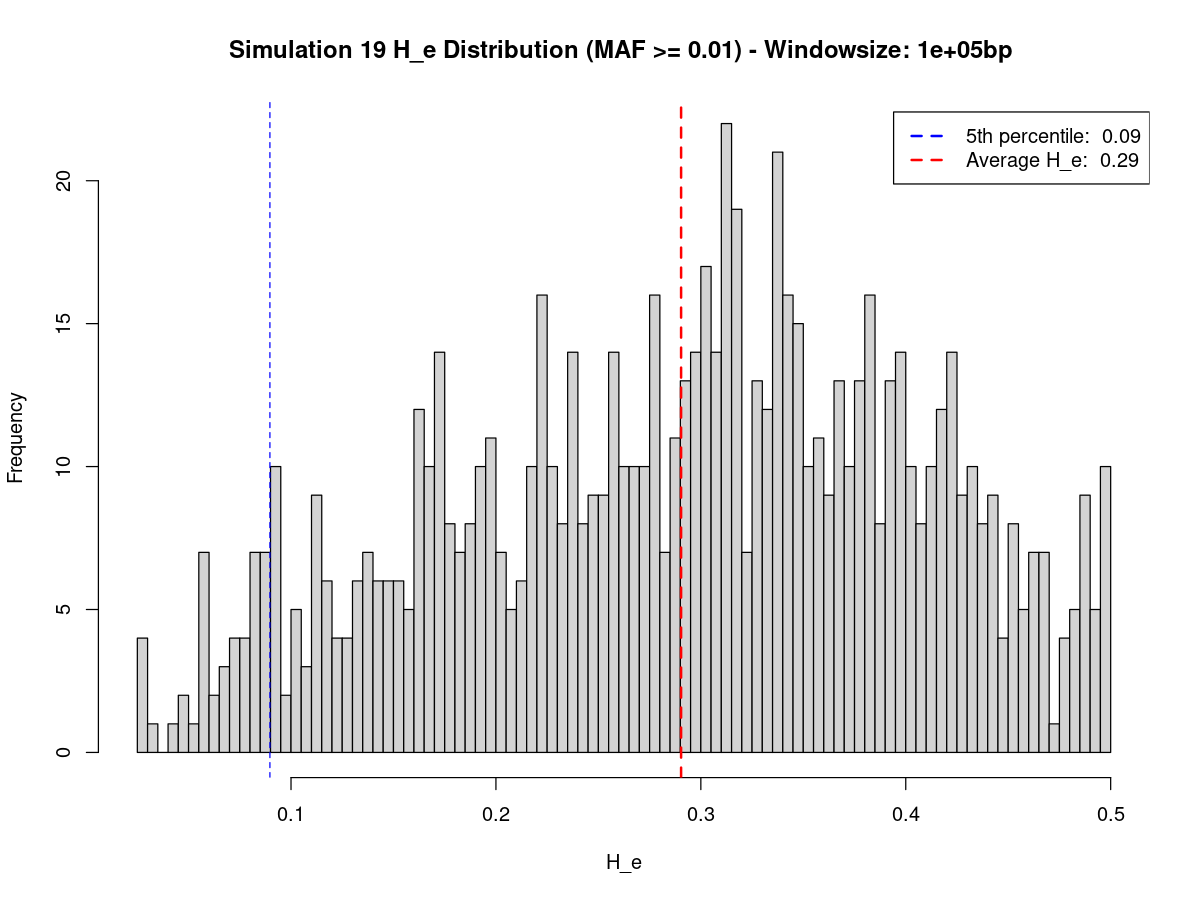 Simulation 19 H_e Distribution (MAF >= 0.01) - Windowsize: 1e+05bp
5th percentile:  0.09
Average H_e:  0.29
Frequency
20
15
10
5
0
0.1 0.2 0.3 0.4 0.5
H_e